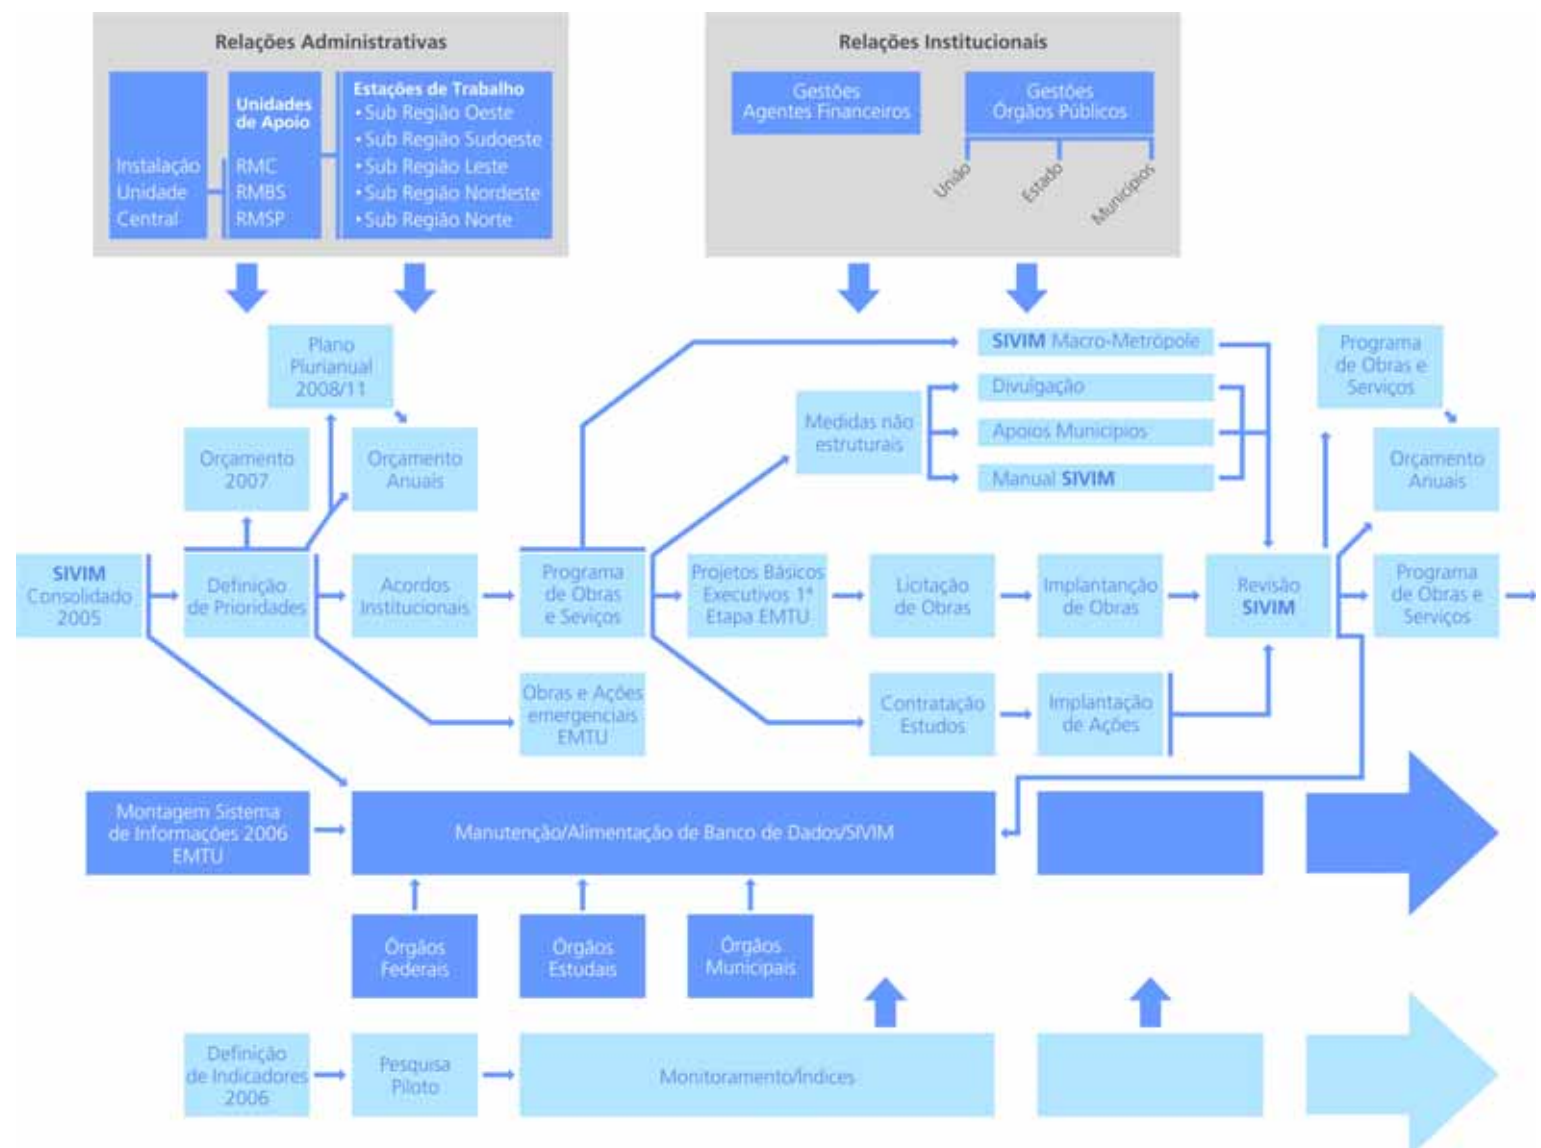 Relações Administrativas
Instalação
Unidade
Central
Unidades
de Apoio
RMC
RMBS
RMSP
Estações de Trabalho
• Sub Região Oeste
• Sub Região Sudoeste
• Sub Região Leste
• Sub Região Nordeste
• Sub Região Norte
Relações Institucionais
Gestões
Agentes Financeiros
Gestões
Órgãos Públicos
União
Estado
Municípios
Plano
Plurianual
2008/11
Orçamento
2007
Orçamento
Anuais
SIVIM Macro-Metrópole
Medidas não
estruturais
Divulgação
Apoios Municípios
Manual SIVIM
Programa
de Obras e
Serviços
Orçamento
Anuais
SIVIM
Consolidado
2005
Definição
de Prioridades
Acordos
Institucionais
Programa
de Obras
e Seviços
Projetos Básicos
Executivos 1ª
Etapa EMTU
Licitação
de Obras
Implantanção
de Obras
Revisão
SIVIM
Programa
de Obras e
Serviços
Obras e Ações
emergenciais
EMTU
Contratação
Estudos
Implantação
de Ações
Montagem Sistema
de Informações 2006
EMTU
Manutenção/Alimentação de Banco de Dados/SIVIM
Órgãos
Federais
Órgãos
Estudais
Órgãos
Municipais
Definição
de Indicadores
2006
Pesquisa
Piloto
Monitoramento/Índices